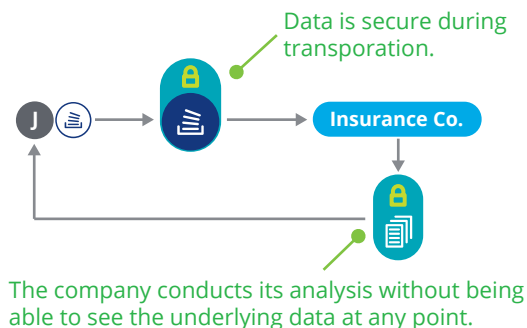 Data is secure during
transporation.
J
Insurance Co.
The company conducts its analysis without being
able to see the underlying data at any point.